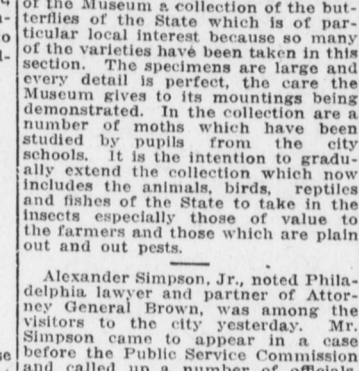 of the Museum a collection of the but-
terflies of the State which is of par-
ticular local interest because so many
of the varieties have been taken in this
section. The specimens are large and
every detail is perfect, the care the
Museum gives to its mountings being
demonstrated. In the collection are a
number of moths which have been
studied by pupils from the city
schools. It is the intention to gradu-
ally extend the collection which now
includes the animals, birds, reptiles
and fishes of the State to take in the
insects especially those of value to
the farmers and those which are plain
out and out pests.
Alexander Simpson, Jr., noted Phila-
delphia lawyer and partner of Attor-
ney General Brown, was among the
visitors to the city yesterday. Mr.
Simpson came to appear in a case
before the Public Service Commission
and called up a number of officials